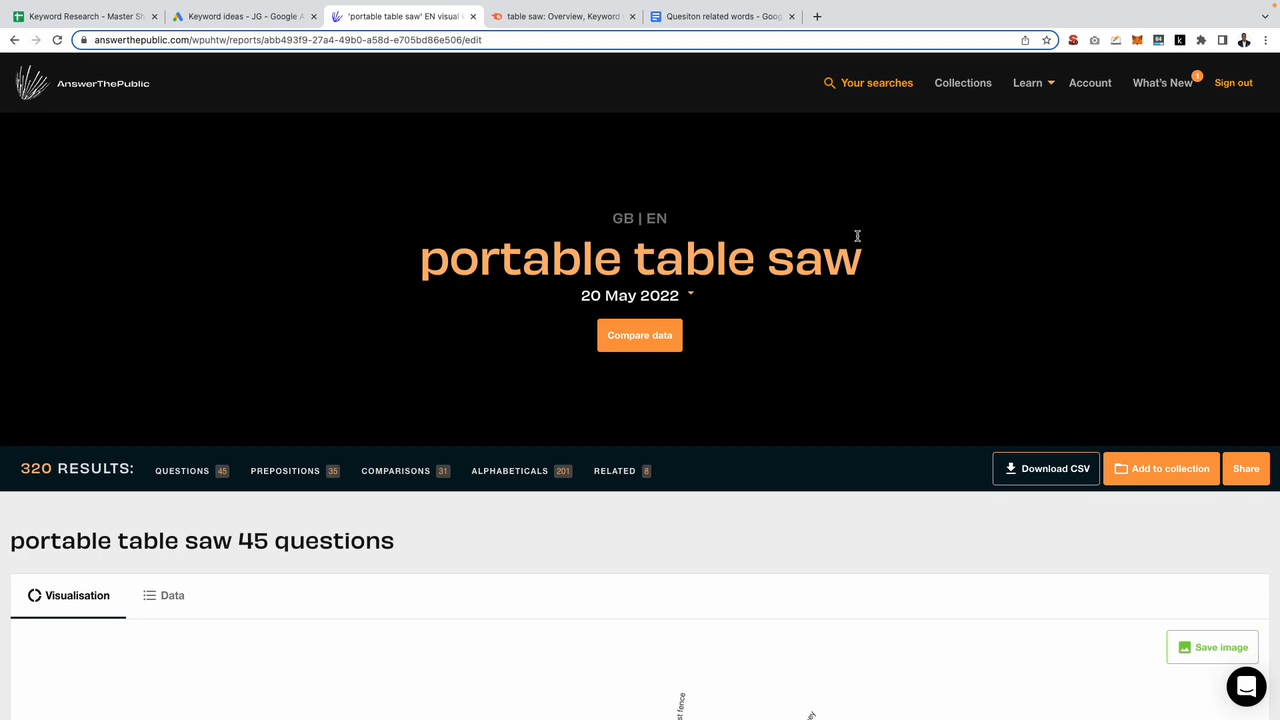 Keyword Research - Master Sh
Keyword ideas - JG - Google A
'portable table saw' EN visual
table saw: Overview, Keyword
Quesiton related words - Goog
answerthepublic.com/wpuhtw/reports/abb493f9-27a4-49b0-a58d-e705bd86e506/edit
AnswerThePublic
Your searches
Collections
Learn
Account
What's New
1
Sign out
GB | EN
portable table saw
20 May 2022
Compare data
320 RESULTS:
QUESTIONS 45
PREPOSITIONS 35
COMPARISONS 31
ALPHABETICALS 201
RELATED 8
Download CSV
Add to collection
Share
portable table saw 45 questions
Visualisation
Data
Save image
st fence